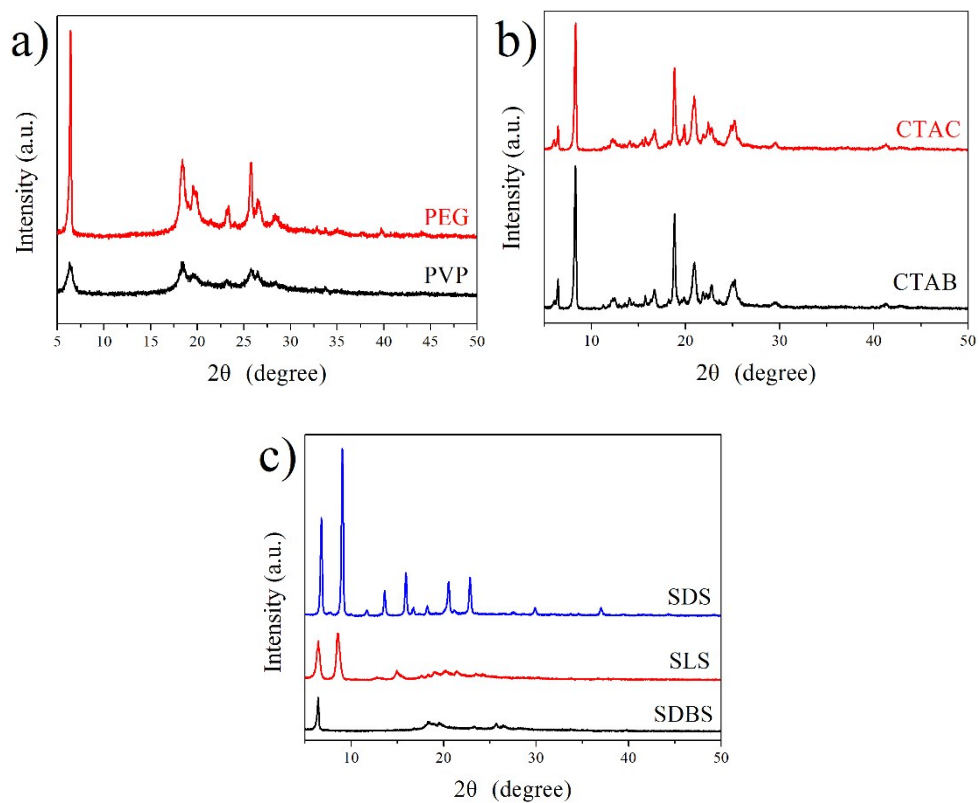 a)
Intensity (a.u.)
PEG
PVP
5 10 15 20 25 30 35 40 45 50
2θ (degree)
b)
Intensity (a.u.)
CTAC
CTAB
10 20 30 40 50
2θ (degree)
c)
Intensity (a.u.)
SDS
SLS
SDBS
10 20 30 40 50
2θ (degree)